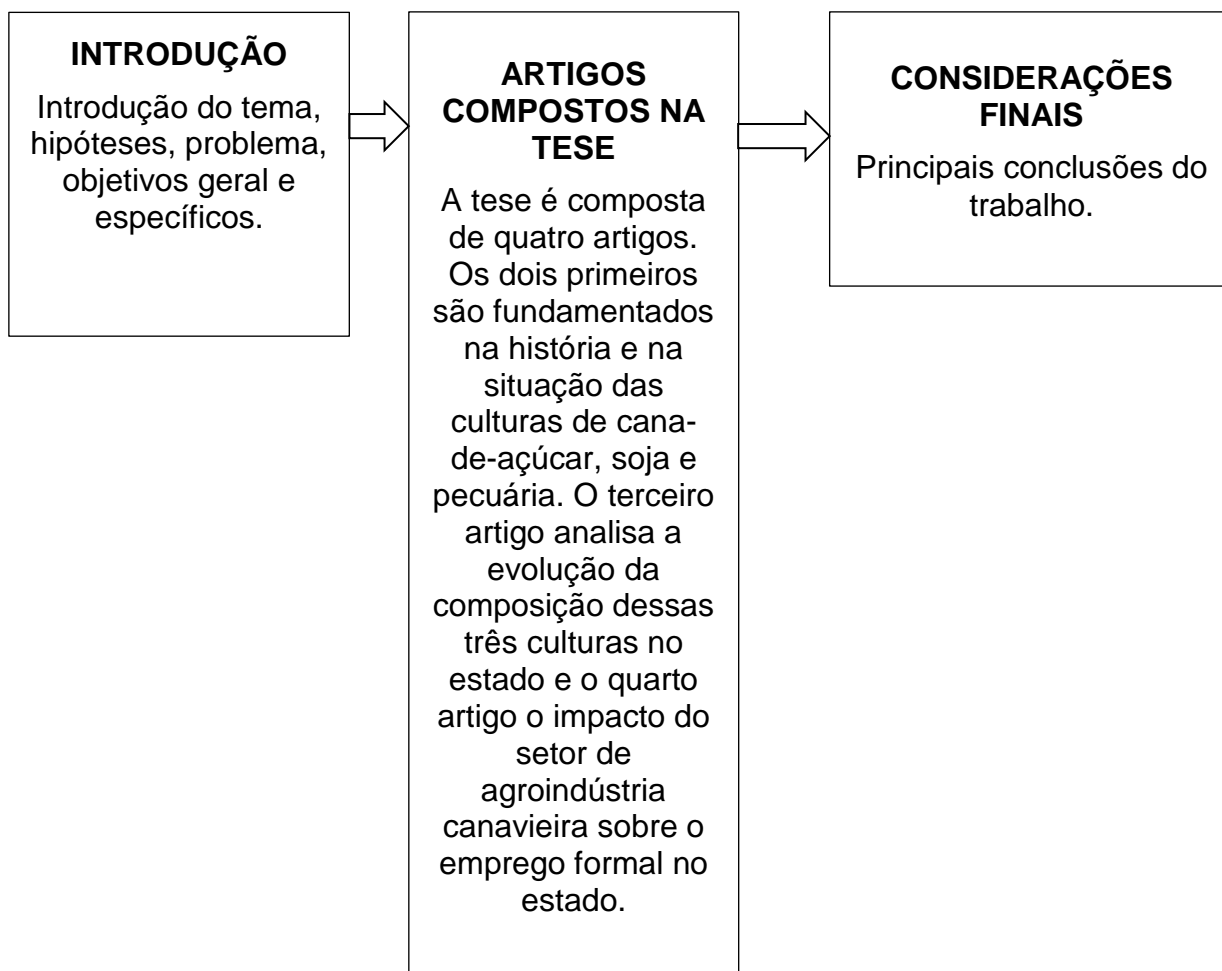 INTRODUÇÃO
Introdução do tema,
hipóteses, problema,
objetivos geral e
específicos.
ARTIGOS
COMPOSTOS NA
TESE
A tese é composta
de quatro artigos.
Os dois primeiros
são fundamentados
na história e na
situação das
culturas de cana-
de-açúcar, soja e
pecuária. O terceiro
artigo analisa a
evolução da
composição dessas
três culturas no
estado e o quarto
artigo o impacto do
setor de
agroindústria
canavieira sobre o
emprego formal no
estado.
CONSIDERAÇÕES
FINAIS
Principais conclusões do
trabalho.